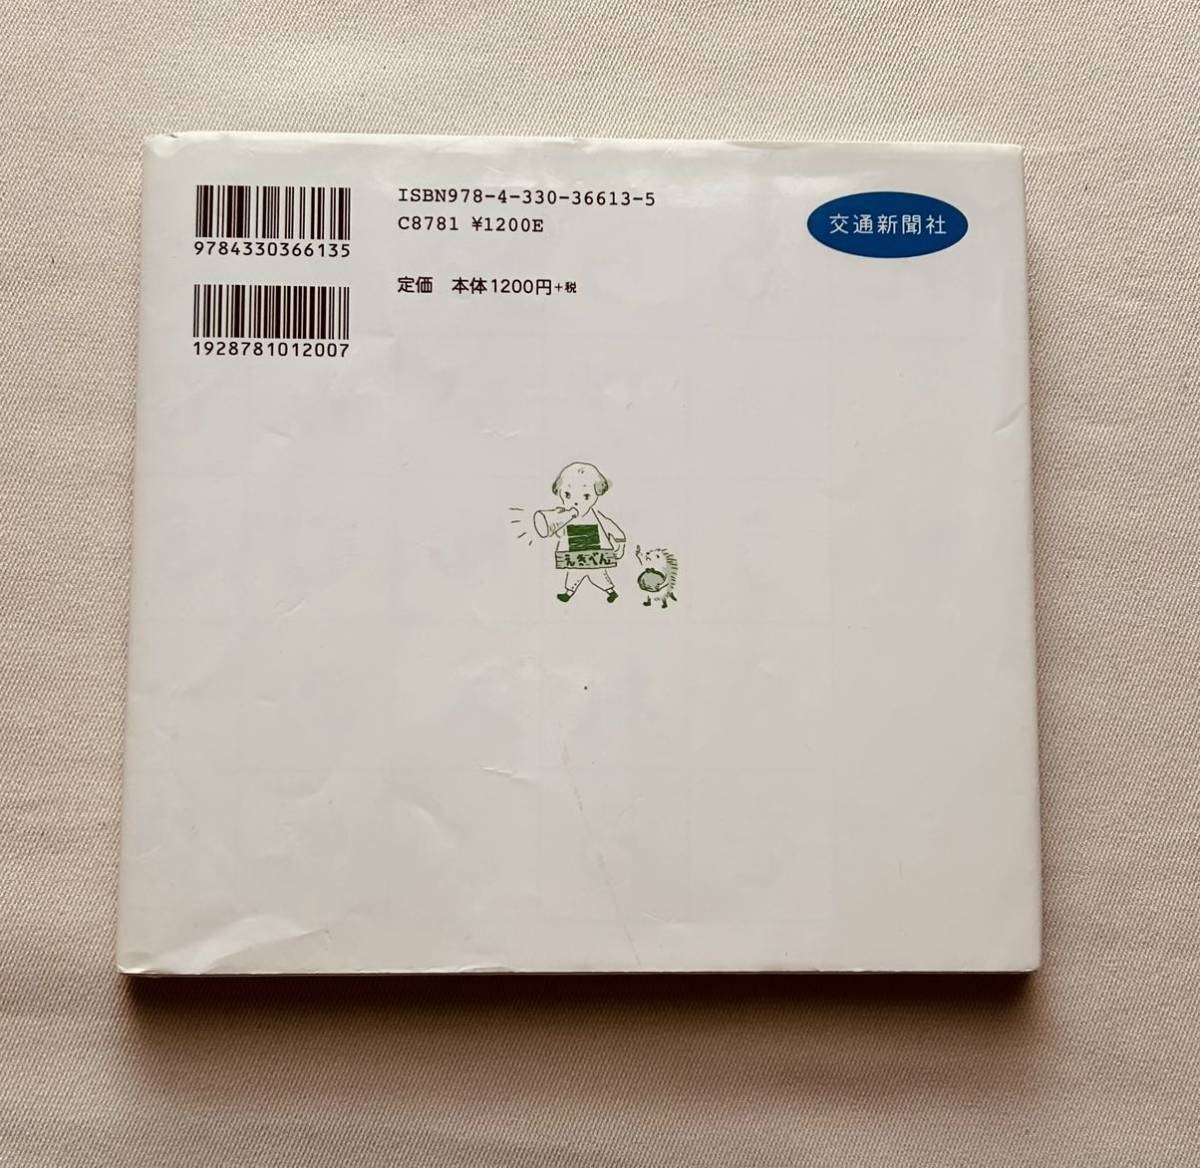 9784330366135
1928781012007
ISBN978-4-330-36613-5
C8781 ¥1200E
定価 本体1200円+税
交通新聞社
えきべん